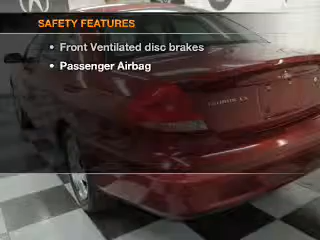 SAFETY FEATURES
• Front Ventilated disc brakes
• Passenger Airbag